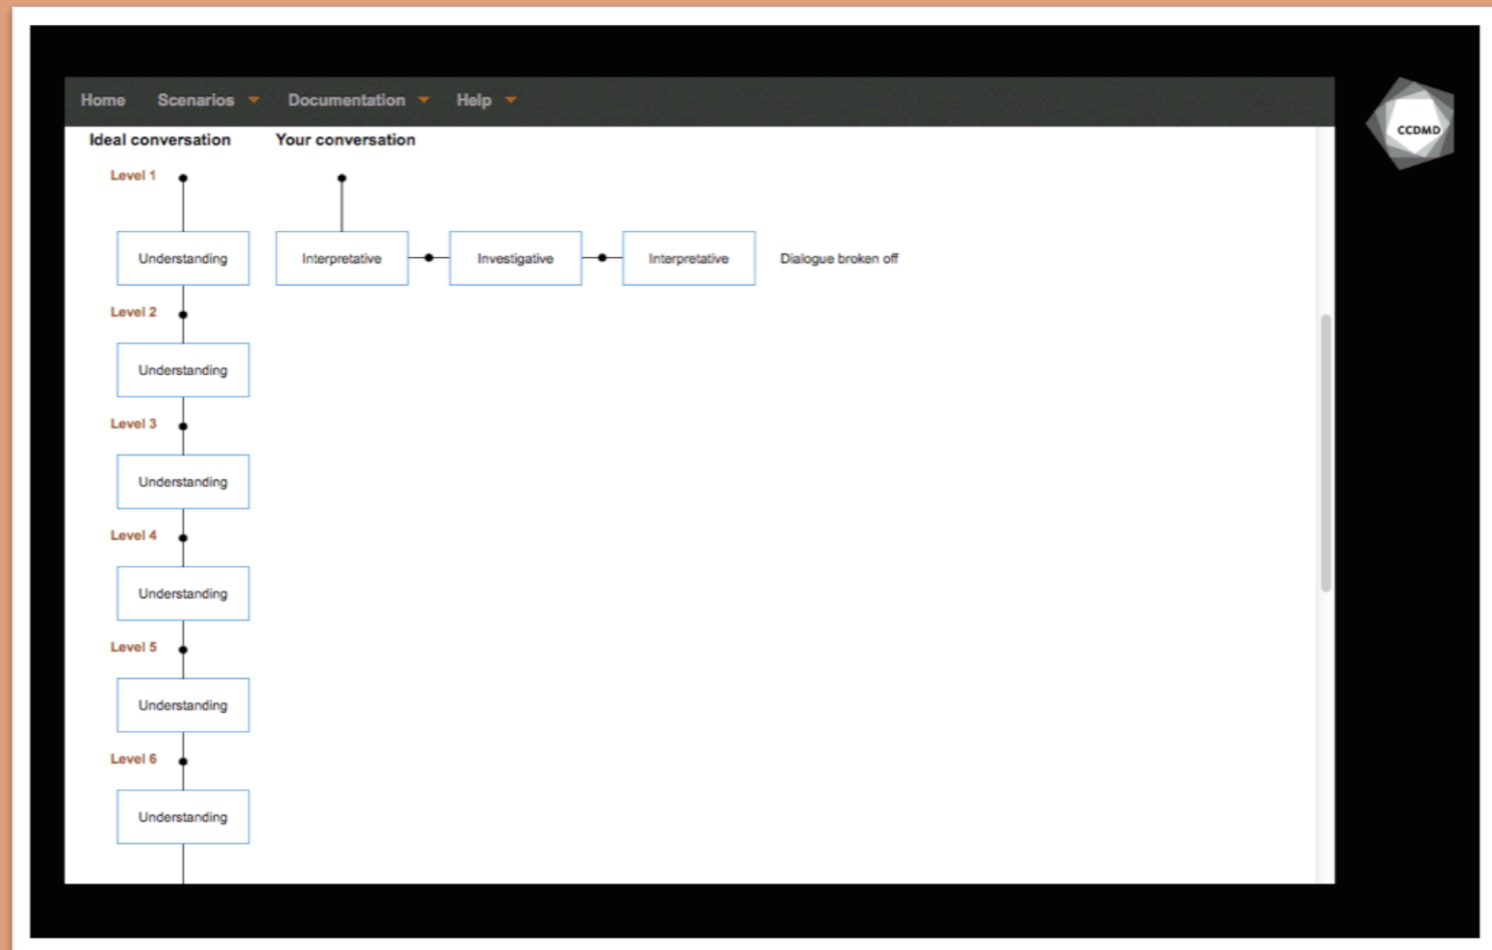 Home Scenarios Documentation Help
CCDMD
Ideal conversation Your conversation
Level 1
Understanding Interpretative Investigative Interpretative Dialogue broken off
Level 2
Understanding
Level 3
Understanding
Level 4
Understanding
Level 5
Understanding
Level 6
Understanding